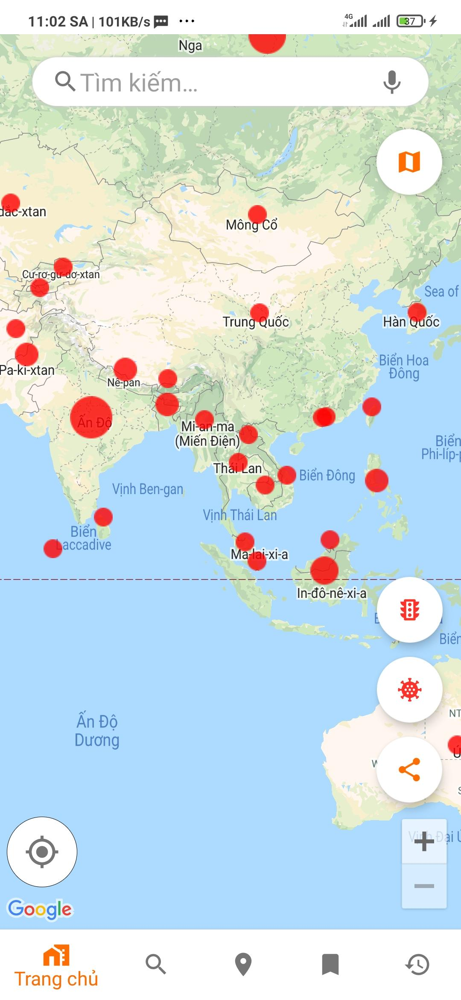 11:02 SA | 101KB/s ...
4G
37
Nga
Tìm kiếm...
dắc-xtan
Mông Cổ
Cư-rơ-gư-dơ-xtan
Sea of
Trung Quốc
Hàn Quốc
Biển Hoa
Đông
Pa-ki-xtan
Nê-pan
Ấn Độ
Mi-an-ma
(Miến Điện)
Biển
Phi-líp-p
Thái Lan
Biển Đông
Vịnh Ben-gan
Vịnh Thái Lan
Biển
Laccadive
Ma-lai-xi-a
In-đô-nê-xi-a
Biển
Ấn Độ
Dương
NT
Ú
W
S
Vịnh Đại Ú
+
−
Google
Trang chủ